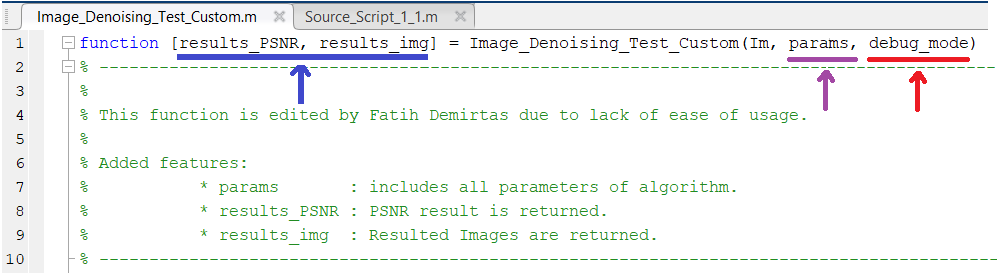 Image_Denoising_Test_Custom.m Source_Script_1_1.m
1 function [results_PSNR, results_img] = Image_Denoising_Test_Custom(Im, params, debug_mode)
2 % ------------------------------------------------------------------------------------------
3 %
4 % This function is edited by Fatih Demirtas due to lack of ease of usage.
5 %
6 % Added features:
7 %           * params       : includes all parameters of algorithm.
8 %           * results_PSNR : PSNR result is returned.
9 %           * results_img  : Resulted Images are returned.
10 % ------------------------------------------------------------------------------------------